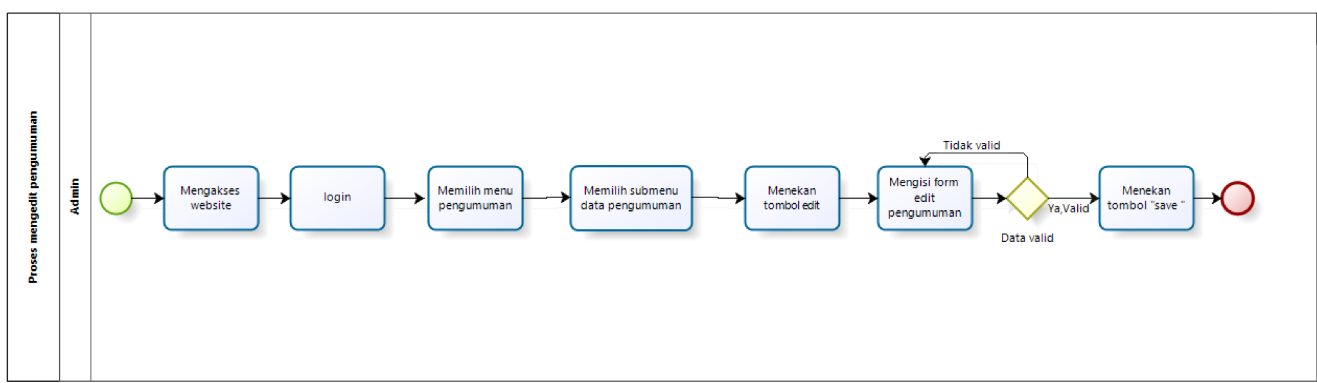 Proses mengedit pengumuman
Admin
Mengakses
website
login
Memilih menu
pengumuman
Memilih submenu
data pengumuman
Menekan
tombol edit
Mengisi form
edit
pengumuman
Tidak valid
Ya,Valid
Data valid
Menekan
tombol "save "